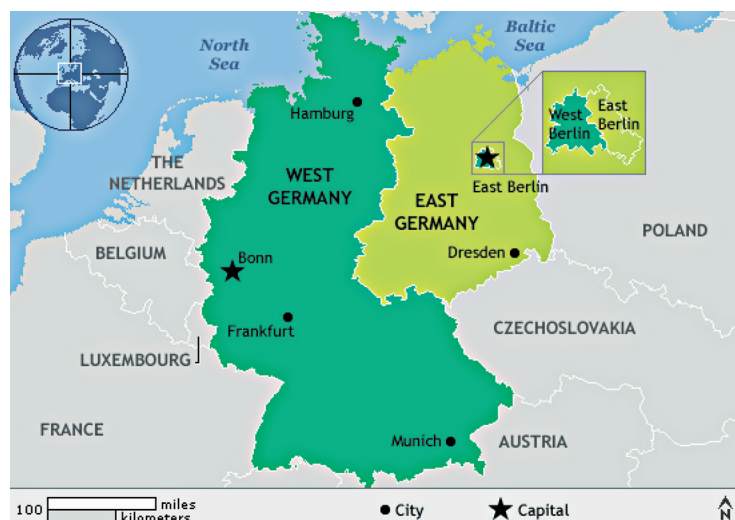 North
Sea
Baltic
Sea
Hamburg
West
Berlin
East
Berlin
THE
NETHERLANDS
WEST
GERMANY
East Berlin
EAST
GERMANY
POLAND
BELGIUM
Bonn
Dresden
Frankfurt
CZECHOSLOVAKIA
LUXEMBOURG
FRANCE
Munich
AUSTRIA
100
miles
kilometers
City
Capital
N